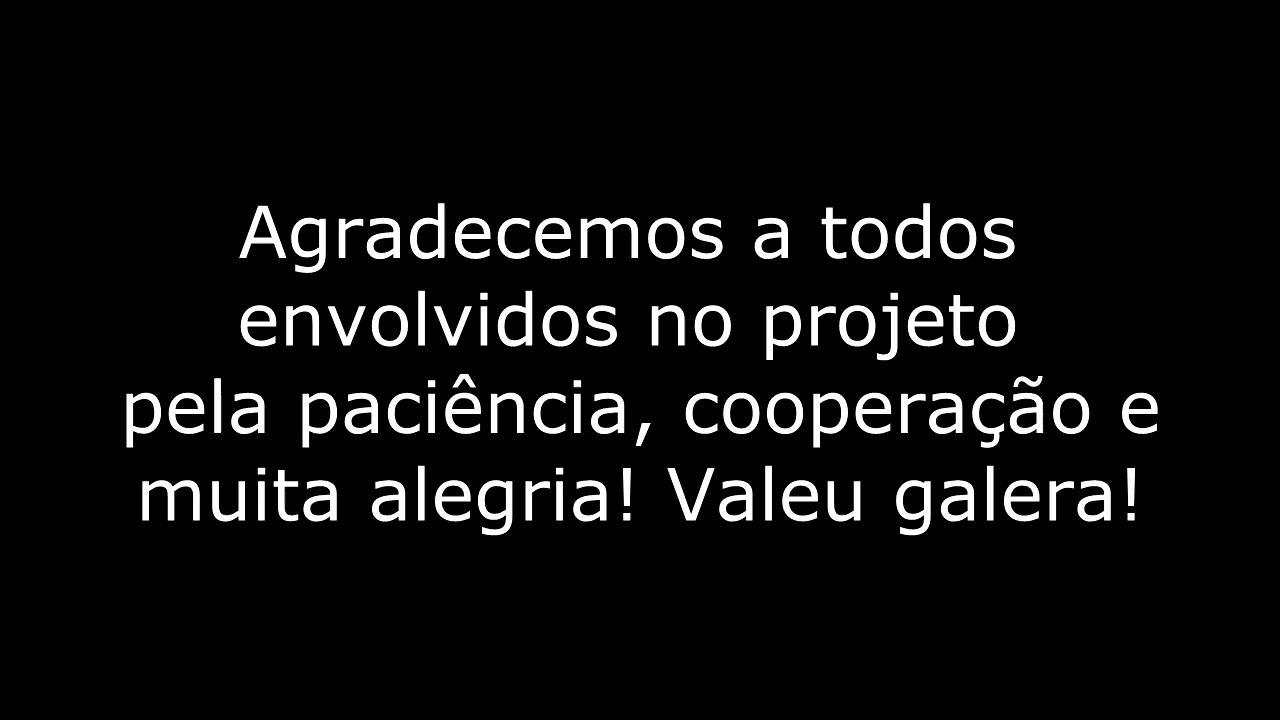 Agradecemos a todos
envolvidos no projeto
pela paciência, cooperação e
muita alegria! Valeu galera!